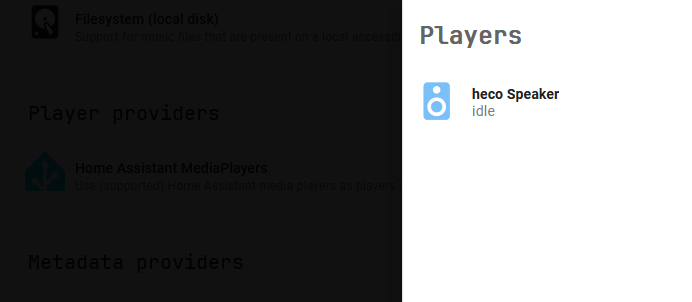 Filesystem (local disk)
Support for music files that are present on a local accessi
Player providers
Home Assistant MediaPlayers
Use (supported) Home Assistant media players as players
Metadata providers
Players
heco Speaker
idle